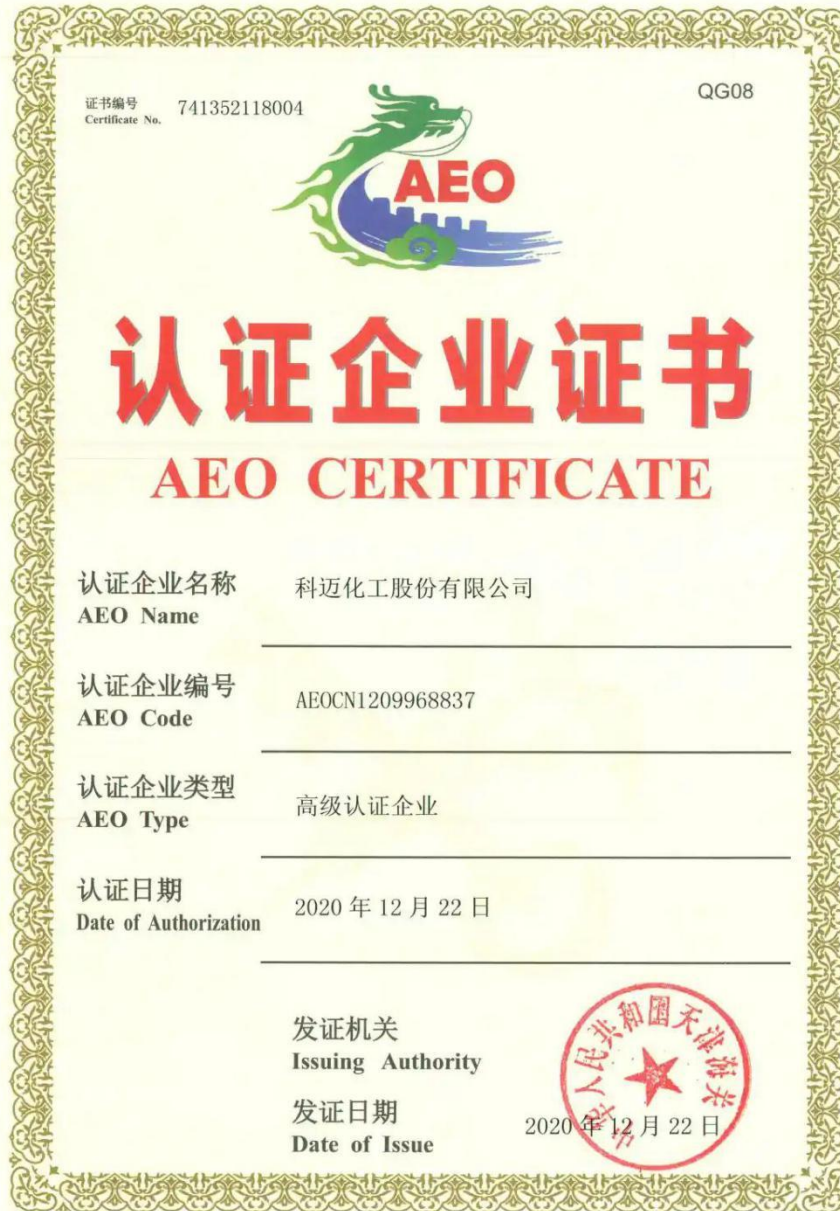 证书编号
Certificate No.
741352118004
QG08
AEO
认证企业证书
AEO CERTIFICATE
认证企业名称
AEO Name
科迈化工股份有限公司
认证企业编号
AEO Code
AEOCN1209968837
认证企业类型
AEO Type
高级认证企业
认证日期
Date of Authorization
2020 年 12 月 22 日
发证机关
Issuing Authority
中华人民共和国天津海关
发证日期
Date of Issue
2020 年 12 月 22 日